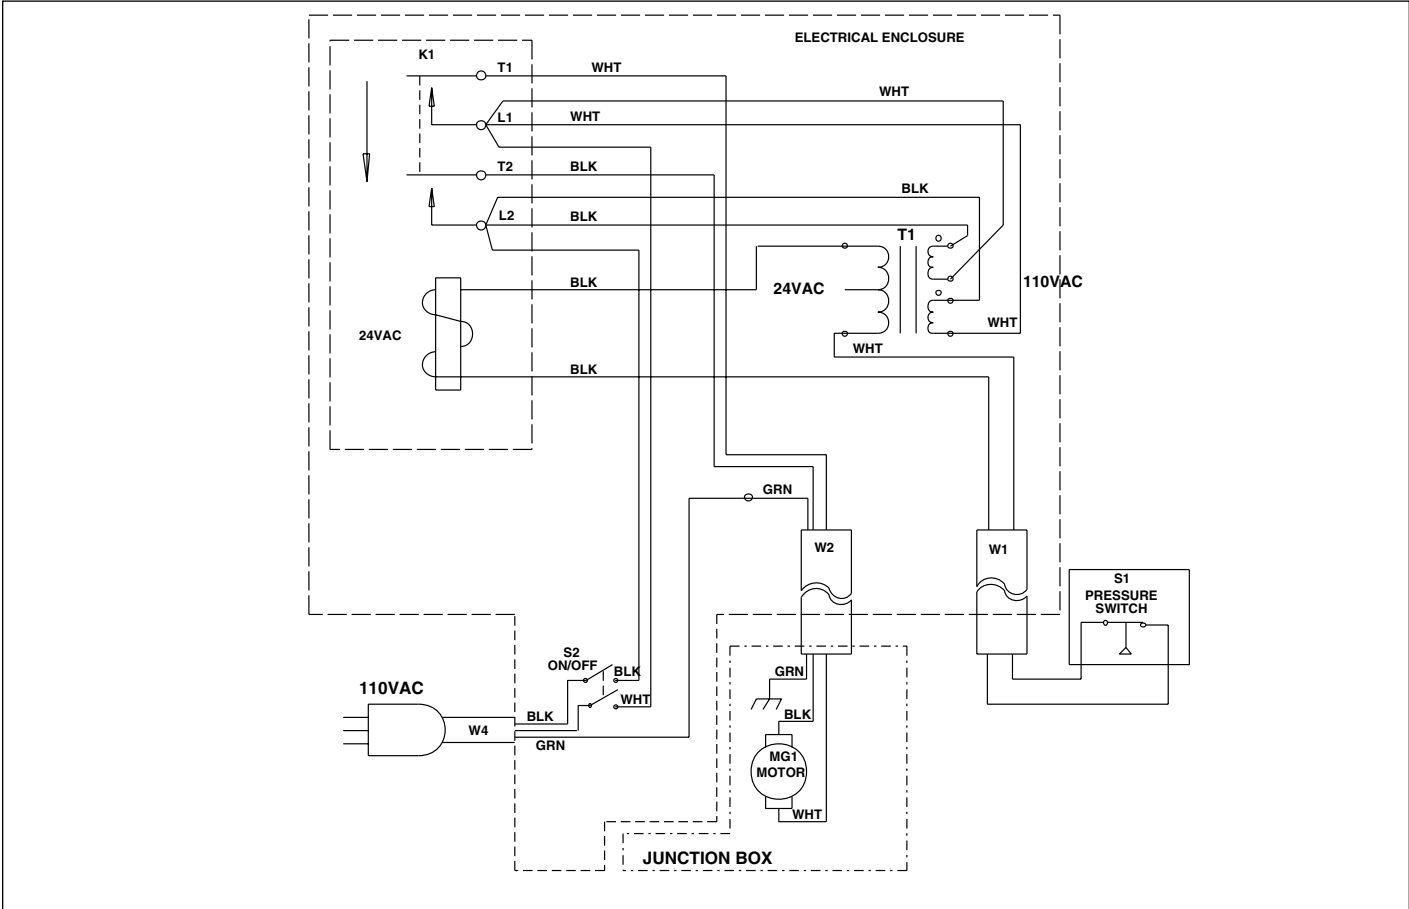 ELECTRICAL ENCLOSURE
K1
T1
WHT
WHT
L1
WHT
T2
BLK
BLK
L2
BLK
T1
BLK
24VAC
110VAC
24VAC
WHT
WHT
BLK
GRN
W2
W1
S1
PRESSURE
SWITCH
S2
ON/OFF
BLK
GRN
110VAC
WHT
BLK
BLK
W4
GRN
MG1
MOTOR
WHT
JUNCTION BOX